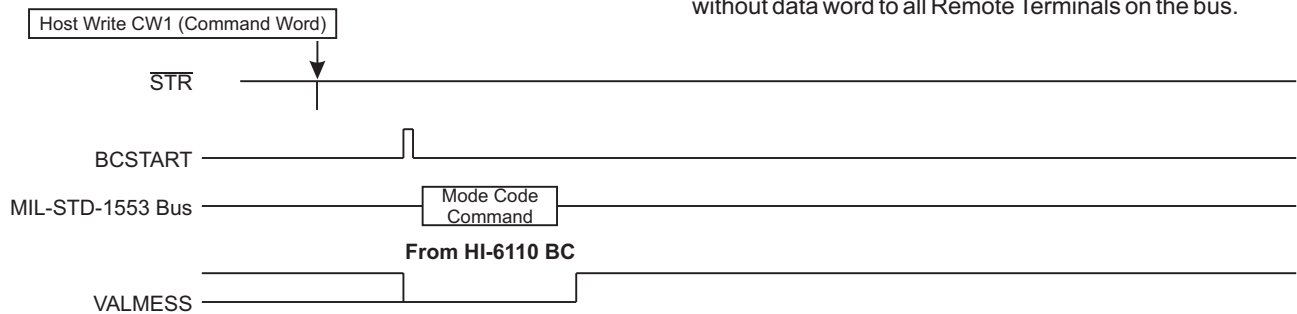 without data word to all Remote Terminals on the bus.
Host Write CW1 (Command Word)
STR
BCSTART
MIL-STD-1553 Bus
Mode Code
Command
From HI-6110 BC
VALMESS